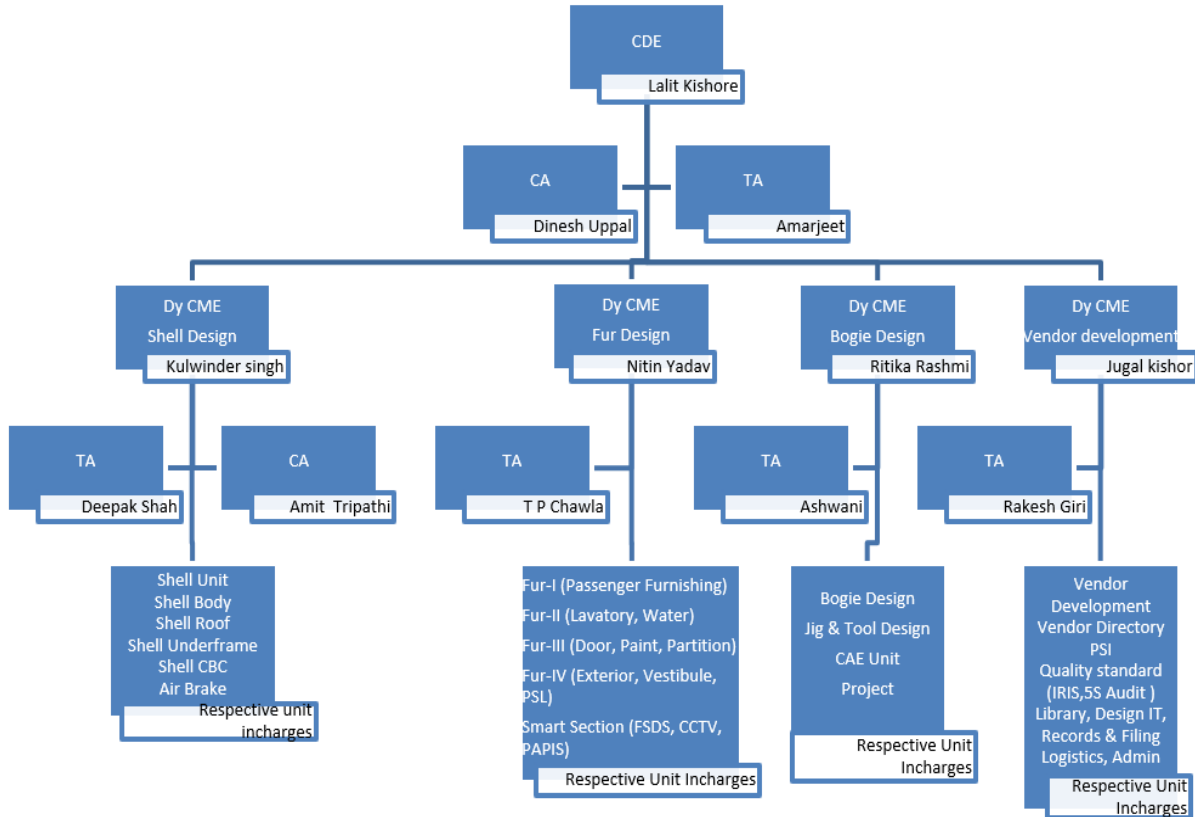 CDE
Lalit Kishore
CA
Dinesh Uppal
TA
Amarjeet
Dy CME
Shell Design
Kulwinder singh
Dy CME
Fur Design
Nitin Yadav
Dy CME
Bogie Design
Ritika Rashmi
Dy CME
Vendor development
Jugal kishor
TA
Deepak Shah
CA
Amit Tripathi
TA
T P Chawla
TA
Ashwani
TA
Rakesh Giri
Shell Unit
Shell Body
Shell Roof
Shell Underframe
Shell CBC
Air Brake
Respective unit
incharges
Fur-I (Passenger Furnishing)
Fur-II (Lavatory, Water)
Fur-III (Door, Paint, Partition)
Fur-IV (Exterior, Vestibule,
PSL)
Smart Section (FSDS, CCTV,
PAPIS)
Respective Unit Incharges
Bogie Design
Jig & Tool Design
CAE Unit
Project
Respective Unit
Incharges
Vendor
Development
Vendor Directory
PSI
Quality standard
(IRIS,5S Audit )
Library, Design IT,
Records & Filing
Logistics, Admin
Respective Unit
Incharges